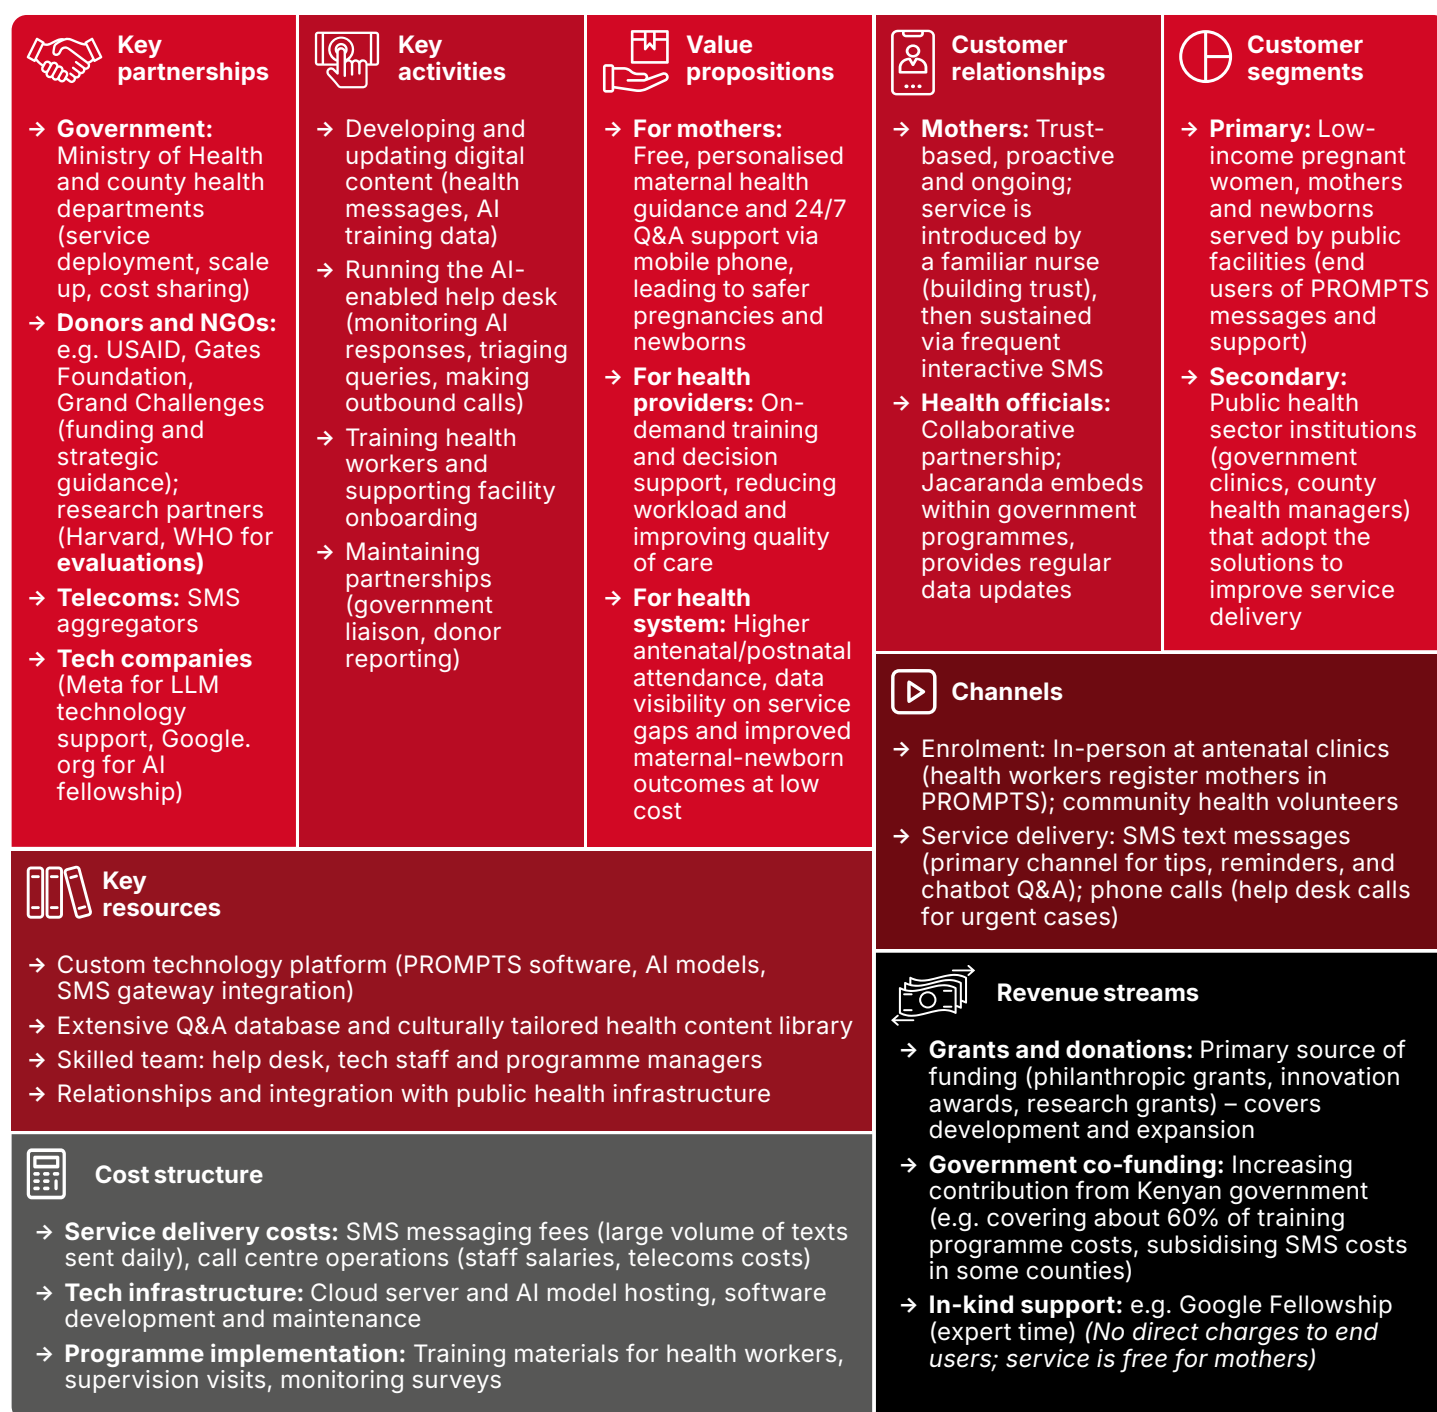 Key
partnerships
→ Government:
Ministry of Health
and county health
departments
(service
deployment, scale
up, cost sharing)
→ Donors and NGOs:
e.g. USAID, Gates
Foundation,
Grand Challenges
(funding and
strategic
guidance);
research partners
(Harvard, WHO for
evaluations)
→ Telecoms: SMS
aggregators
→ Tech companies
(Meta for LLM
technology
support, Google.
org for AI
fellowship)
Key
activities
→ Developing and
updating digital
content (health
messages, AI
training data)
→ Running the AI-
enabled help desk
(monitoring AI
responses, triaging
queries, making
outbound calls)
→ Training health
workers and
supporting facility
onboarding
→ Maintaining
partnerships
(government
liaison, donor
reporting)
Value
propositions
→ For mothers:
Free, personalised
maternal health
guidance and 24/7
Q&A support via
mobile phone,
leading to safer
pregnancies and
newborns
→ For health
providers: On-
demand training
and decision
support, reducing
workload and
improving quality
of care
→ For health
system: Higher
antenatal/postnatal
attendance, data
visibility on service
gaps and improved
maternal-newborn
outcomes at low
cost
Customer
relationships
→ Mothers: Trust-
based, proactive
and ongoing;
service is
introduced by
a familiar nurse
(building trust),
then sustained
via frequent
interactive SMS
→ Health officials:
Collaborative
partnership;
Jacaranda embeds
within government
programmes,
provides regular
data updates
Customer
segments
→ Primary: Low-
income pregnant
women, mothers
and newborns
served by public
facilities (end
users of PROMPTS
messages and
support)
→ Secondary:
Public health
sector institutions
(government
clinics, county
health managers)
that adopt the
solutions to
improve service
delivery
Channels
→ Enrolment: In-person at antenatal clinics
(health workers register mothers in
PROMPTS); community health volunteers
→ Service delivery: SMS text messages
(primary channel for tips, reminders, and
chatbot Q&A); phone calls (help desk calls
for urgent cases)
Key
resources
→ Custom technology platform (PROMPTS software, AI models,
SMS gateway integration)
→ Extensive Q&A database and culturally tailored health content library
→ Skilled team: help desk, tech staff and programme managers
→ Relationships and integration with public health infrastructure
Cost structure
→ Service delivery costs: SMS messaging fees (large volume of texts
sent daily), call centre operations (staff salaries, telecoms costs)
→ Tech infrastructure: Cloud server and AI model hosting, software
development and maintenance
→ Programme implementation: Training materials for health workers,
supervision visits, monitoring surveys
Revenue streams
→ Grants and donations: Primary source of
funding (philanthropic grants, innovation
awards, research grants) – covers
development and expansion
→ Government co-funding: Increasing
contribution from Kenyan government
(e.g. covering about 60% of training
programme costs, subsidising SMS costs
in some counties)
→ In-kind support: e.g. Google Fellowship
(expert time) (No direct charges to end
users; service is free for mothers)